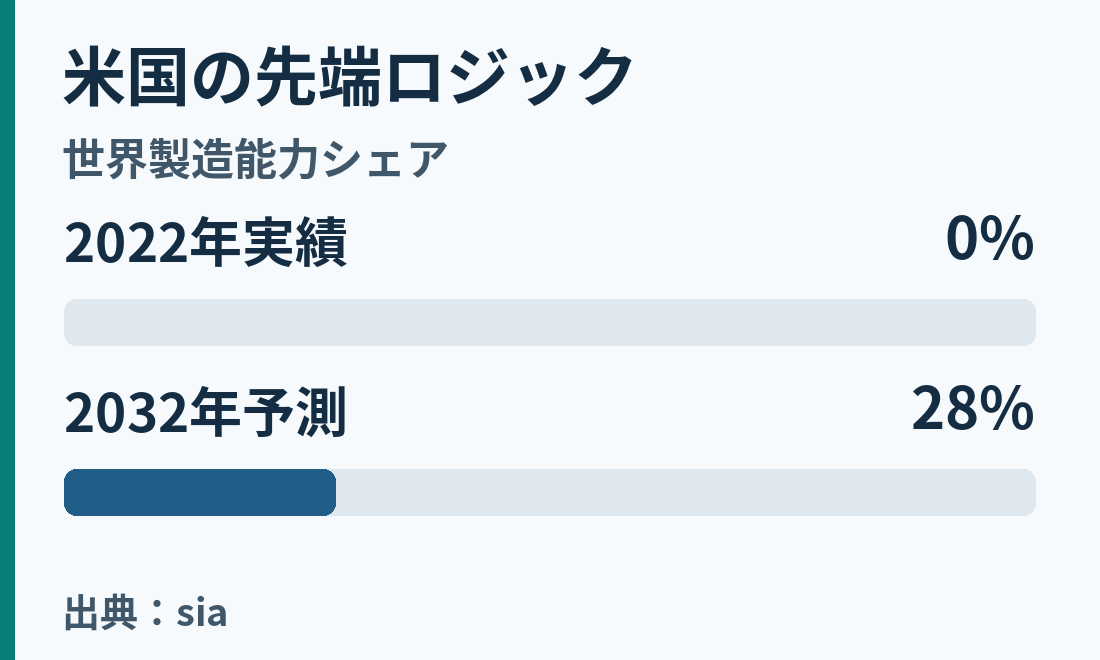 米国の先端ロジック
世界製造能力シェア
2022年実績 0%
2032年予測 28%
出典：sia